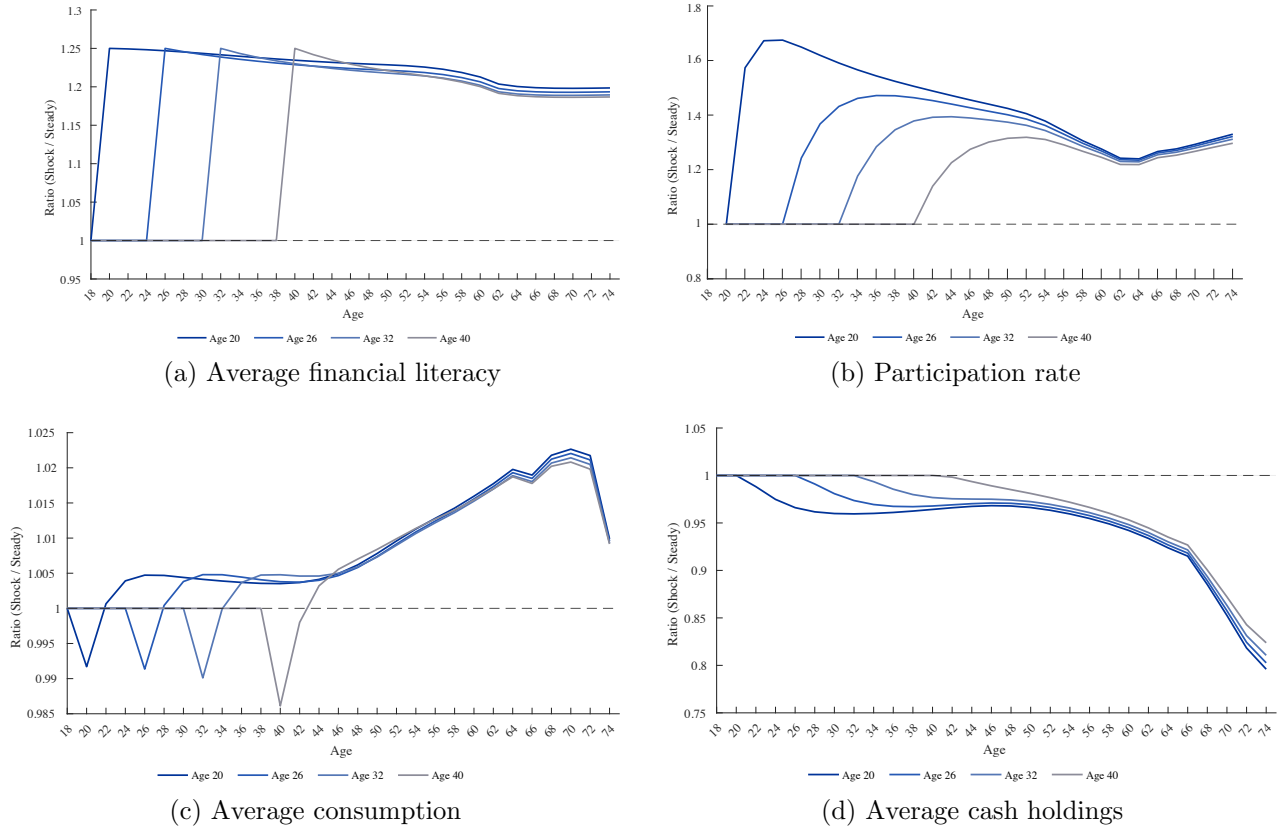 1.3
1.25
1.2
1.15
1.1
1.05
1
0.95
Ratio (Shock / Steady)
18 20 22 24 26 28 30 32 34 36 38 40 42 44 46 48 50 52 54 56 58 60 62 64 66 68 70 72 74
Age
Age 20 Age 26 Age 32 Age 40
(a) Average financial literacy
1.8
1.6
1.4
1.2
1
0.8
Ratio (Shock / Steady)
18 20 22 24 26 28 30 32 34 36 38 40 42 44 46 48 50 52 54 56 58 60 62 64 66 68 70 72 74
Age
Age 20 Age 26 Age 32 Age 40
(b) Participation rate
1.025
1.02
1.015
1.01
1.005
1
0.995
0.99
0.985
Ratio (Shock / Steady)
18 20 22 24 26 28 30 32 34 36 38 40 42 44 46 48 50 52 54 56 58 60 62 64 66 68 70 72 74
Age
Age 20 Age 26 Age 32 Age 40
(c) Average consumption
1.05
1
0.95
0.9
0.85
0.8
0.75
Ratio (Shock / Steady)
18 20 22 24 26 28 30 32 34 36 38 40 42 44 46 48 50 52 54 56 58 60 62 64 66 68 70 72 74
Age
Age 20 Age 26 Age 32 Age 40
(d) Average cash holdings